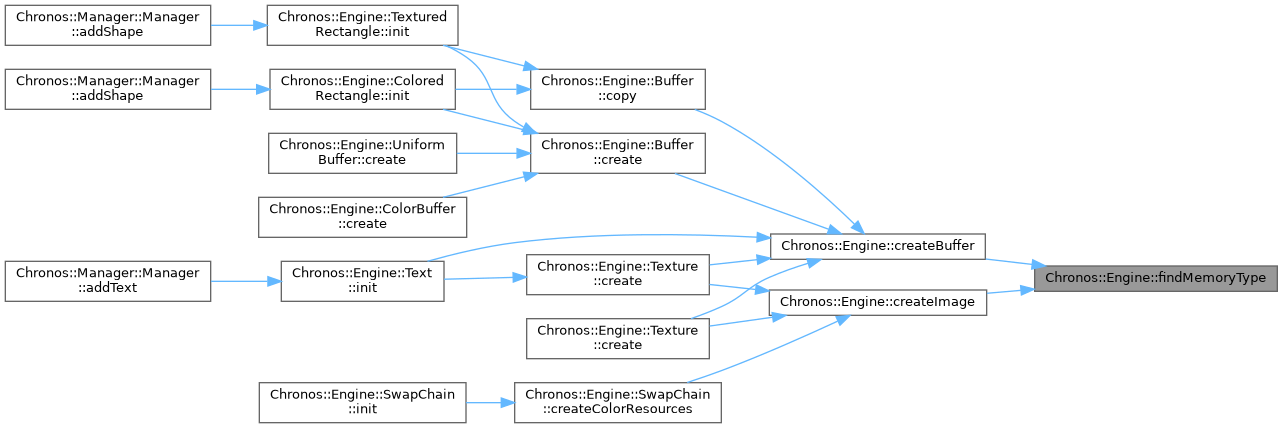 Chronos::Manager::Manager
::addShape
Chronos::Engine::Textured
Rectangle::init
Chronos::Manager::Manager
::addShape
Chronos::Engine::Colored
Rectangle::init
Chronos::Engine::Buffer
::copy
Chronos::Engine::Uniform
Buffer::create
Chronos::Engine::Buffer
::create
Chronos::Engine::ColorBuffer
::create
Chronos::Engine::createBuffer
Chronos::Manager::Manager
::addText
Chronos::Engine::Text
::init
Chronos::Engine::Texture
::create
Chronos::Engine::findMemoryType
Chronos::Engine::createImage
Chronos::Engine::Texture
::create
Chronos::Engine::SwapChain
::init
Chronos::Engine::SwapChain
::createColorResources